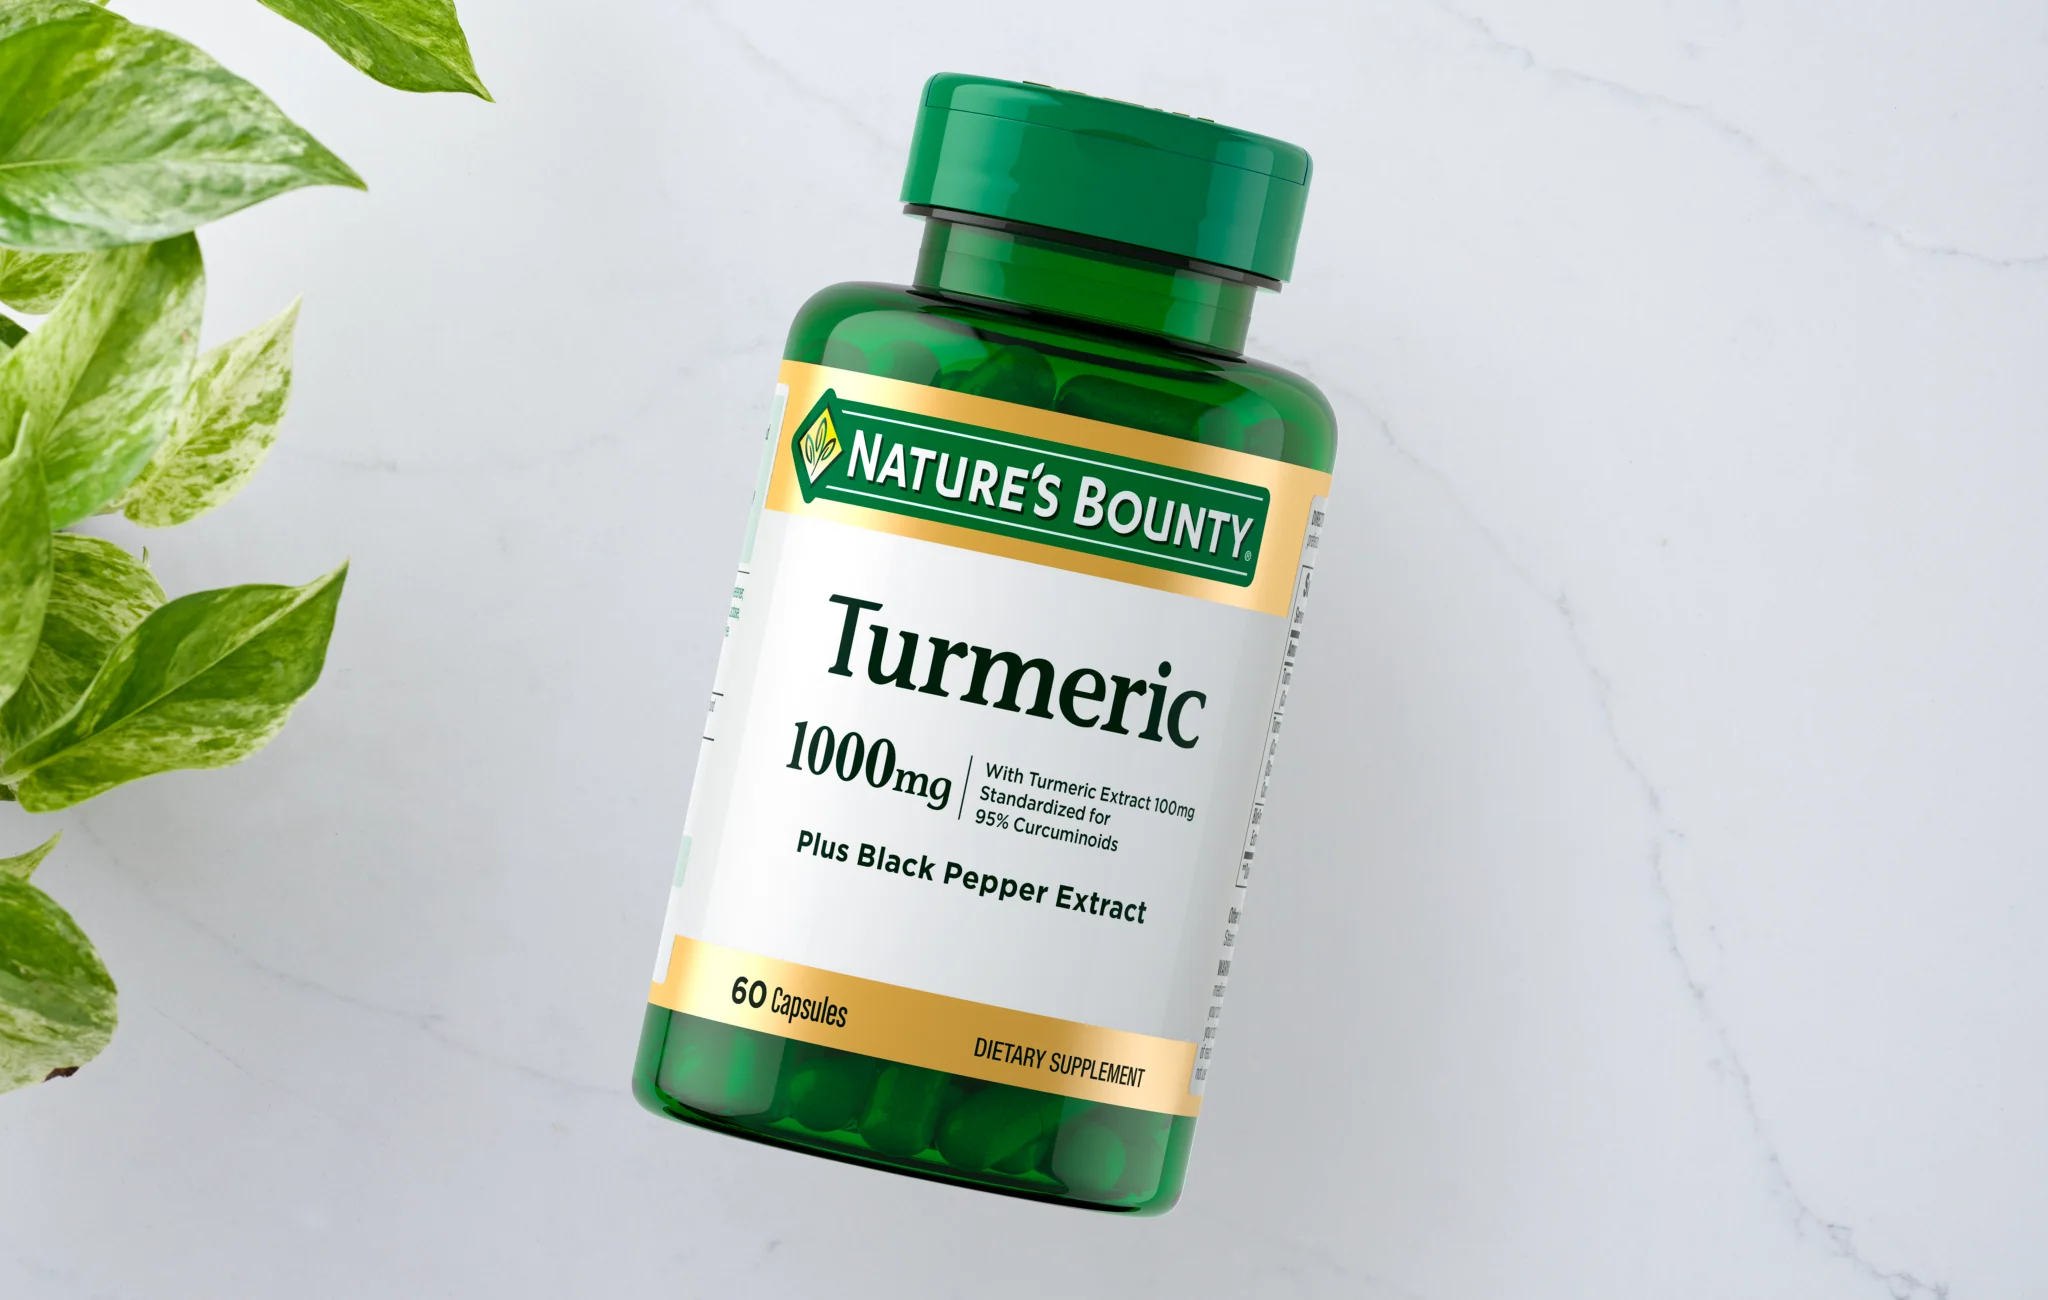 NATURE'S BOUNTY®
Turmeric
1000mg
With Turmeric Extract 100mg
Standardized for
95% Curcuminoids
Plus Black Pepper Extract
60 Capsules
DIETARY SUPPLEMENT